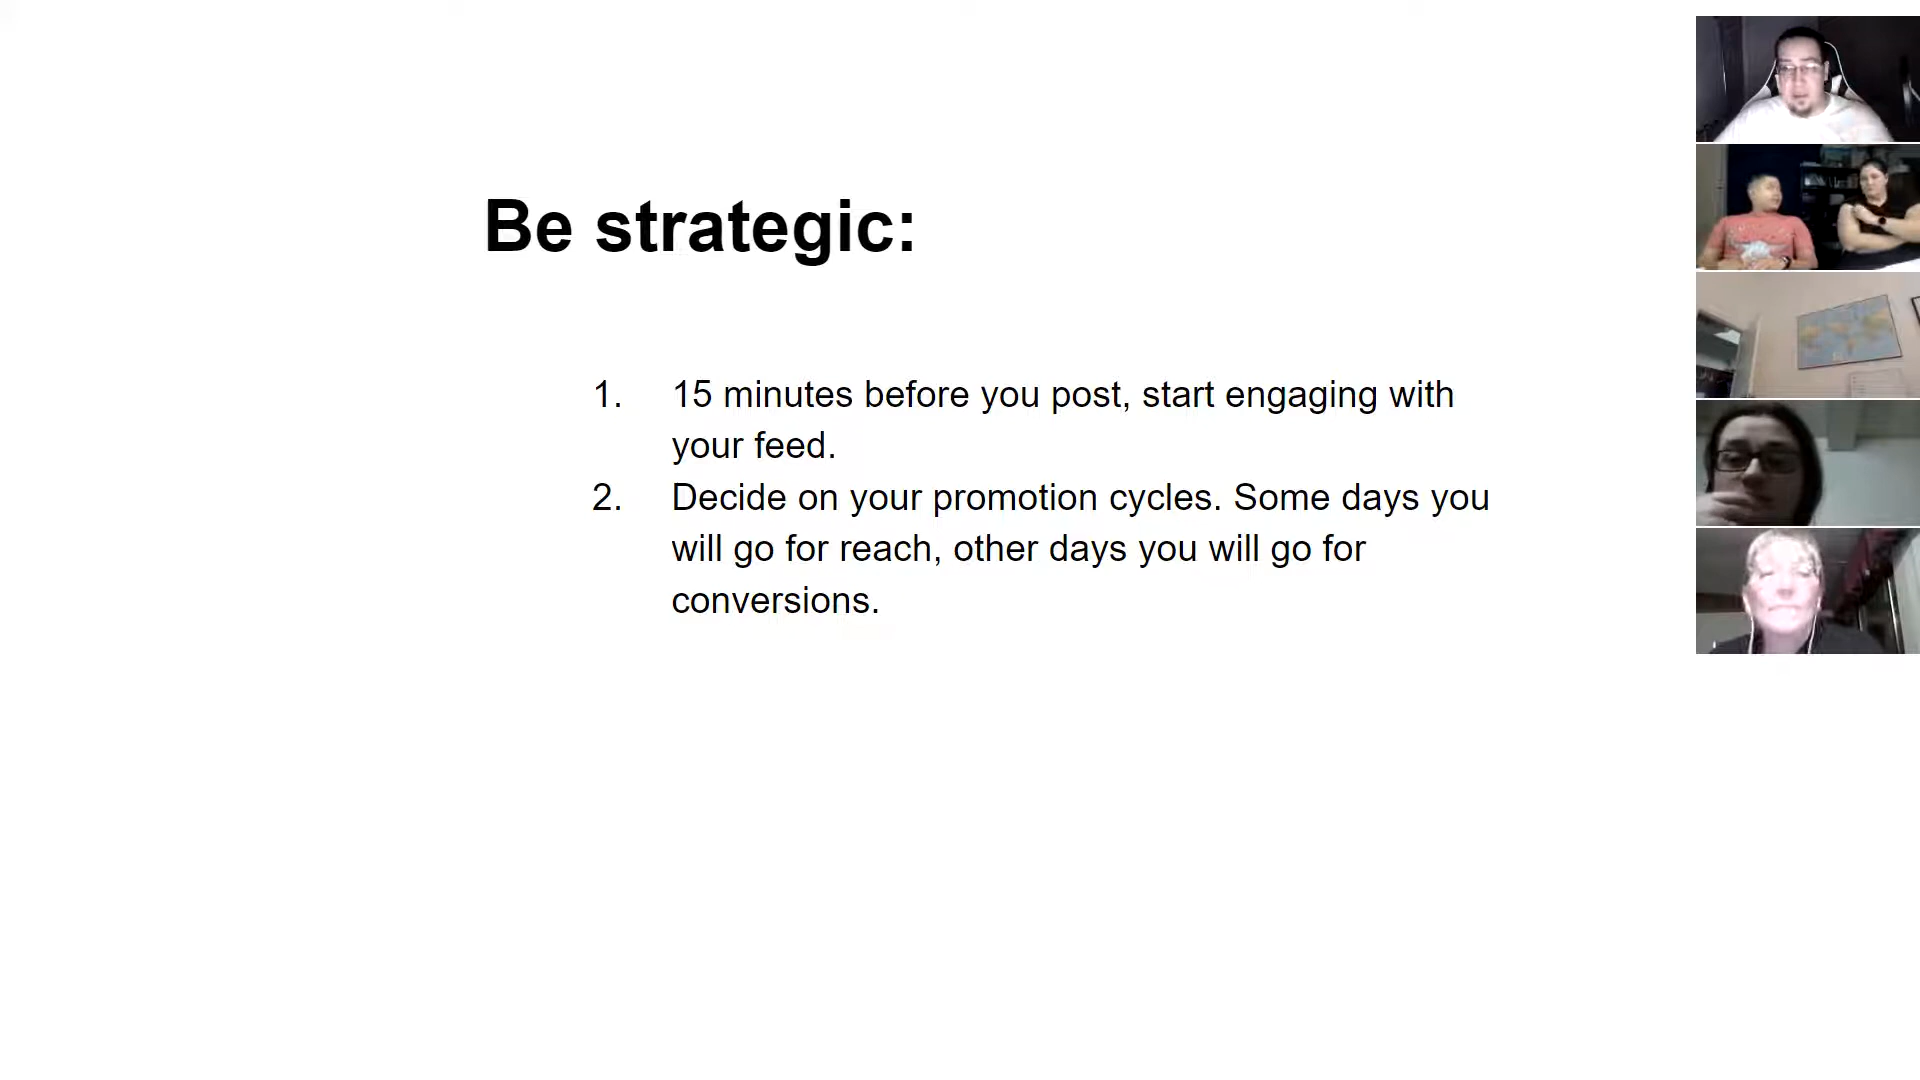 Be strategic:
1. 15 minutes before you post, start engaging with
your feed.
2. Decide on your promotion cycles. Some days you
will go for reach, other days you will go for
conversions.